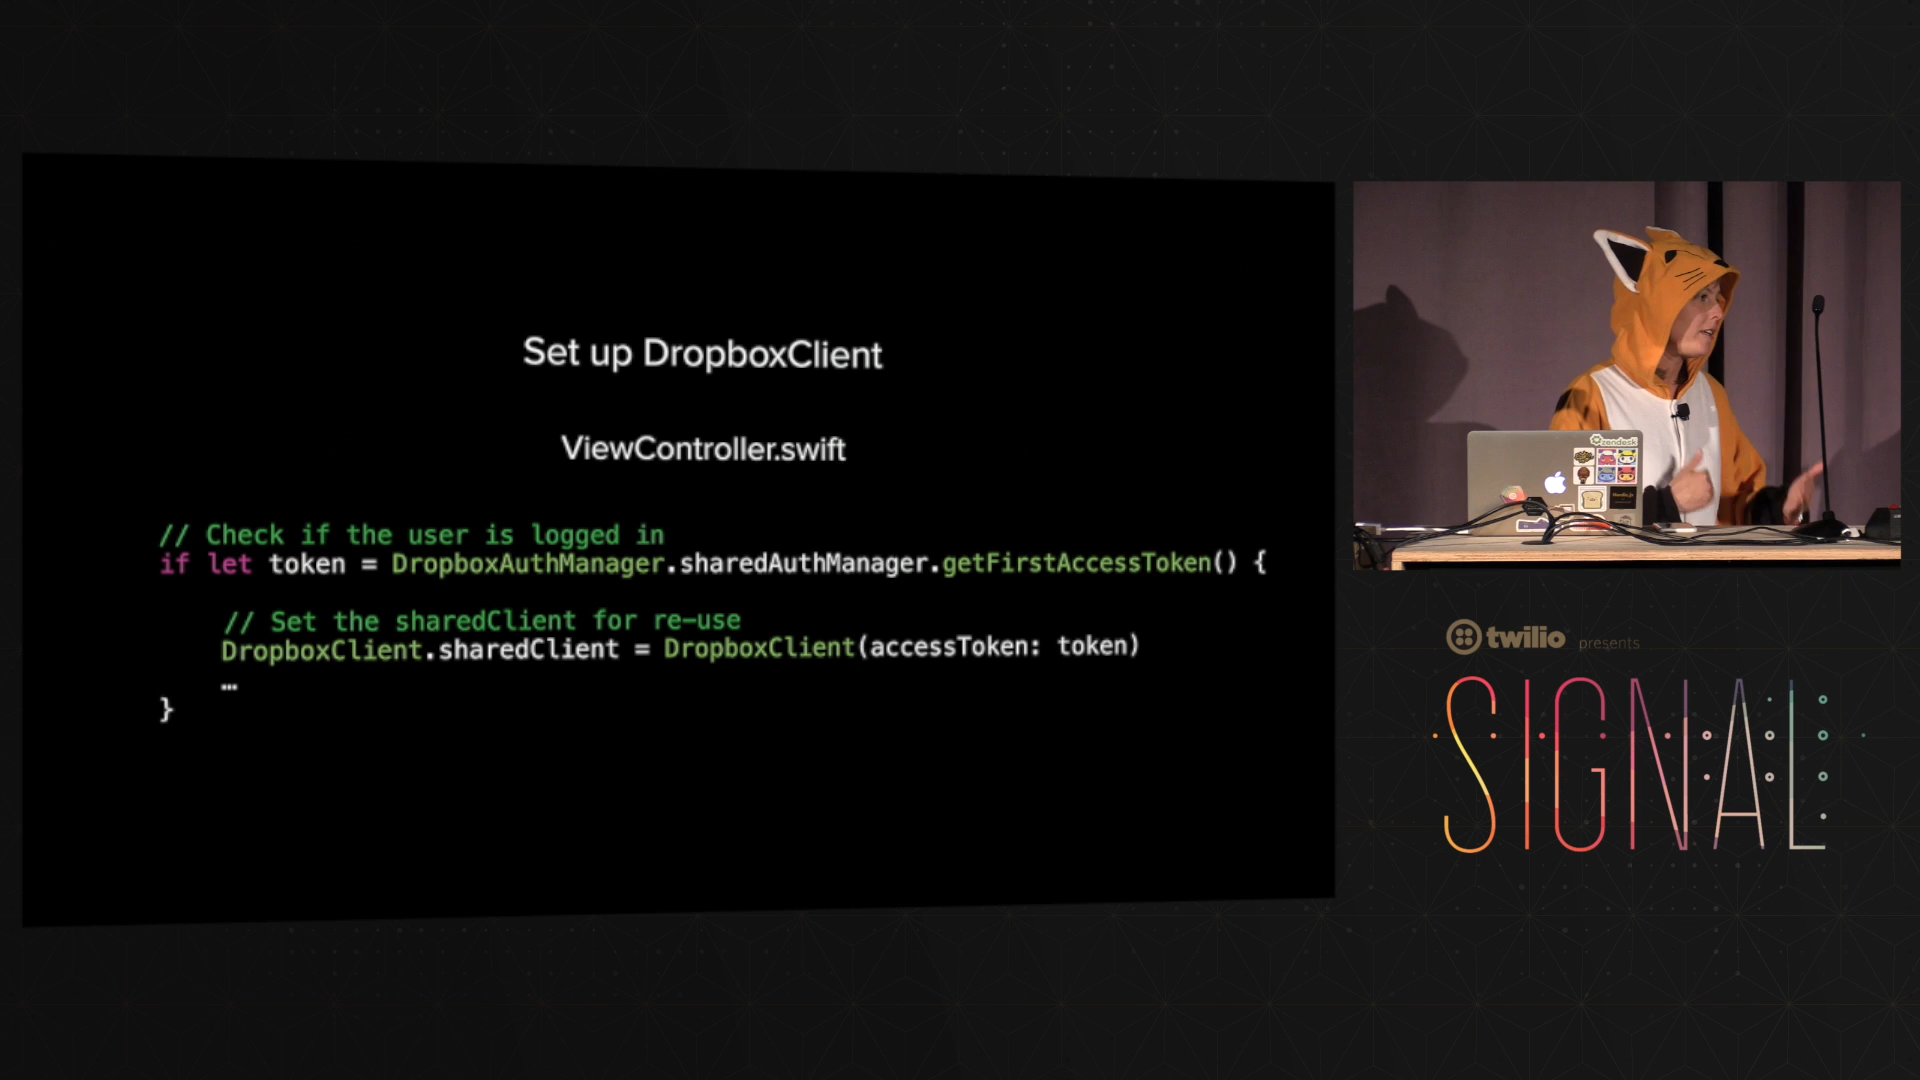 Set up DropboxClient
ViewController.swift
// Check if the user is logged in
if let token = DropboxAuthManager.sharedAuthManager.getFirstAccessToken() {
// Set the sharedClient for re-use
DropboxClient.sharedClient = DropboxClient(accessToken: token)
…
}
zendesk
twilio presents
SIGNAL